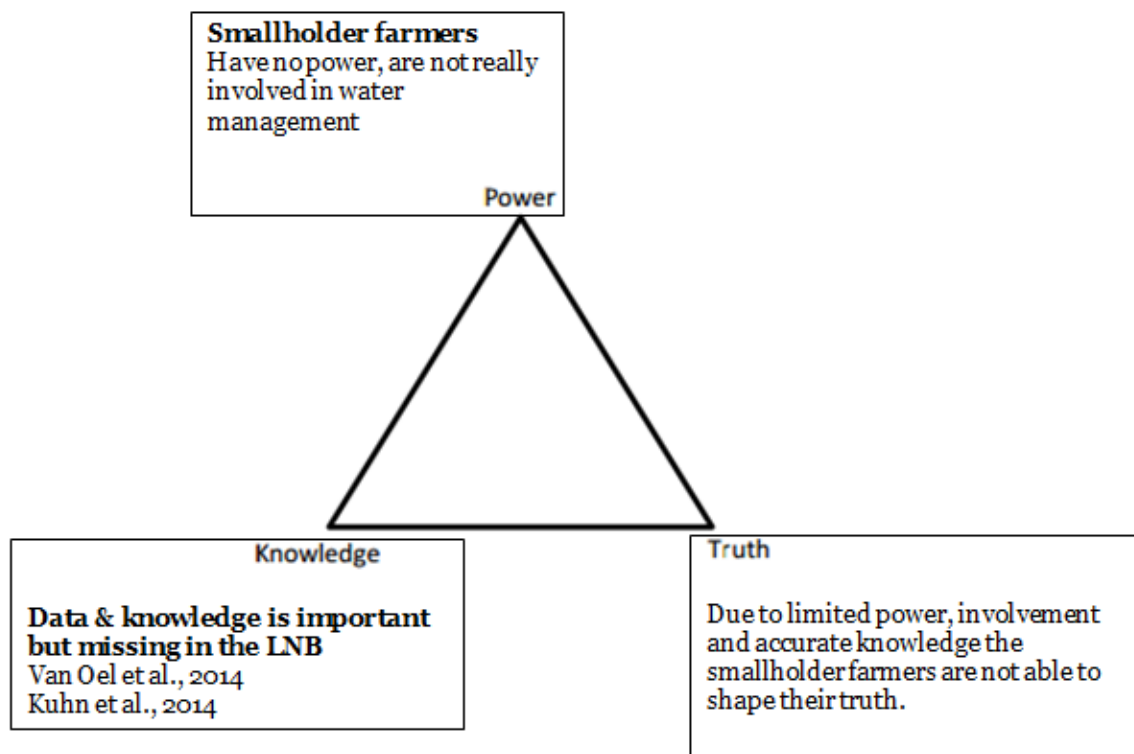 Smallholder farmers
Have no power, are not really
involved in water
management
Power
Knowledge
Data & knowledge is important
but missing in the LNB
Van Oel et al., 2014
Kuhn et al., 2014
Truth
Due to limited power, involvement
and accurate knowledge the
smallholder farmers are not able to
shape their truth.